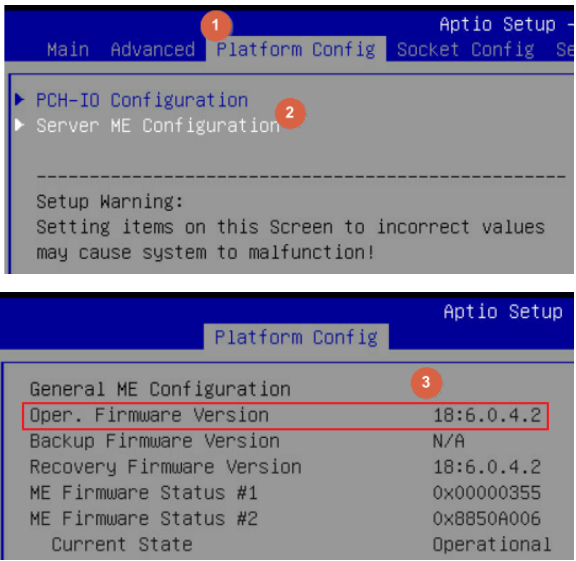 1
Aptio Setup -
Main Advanced Platform Config Socket Config Se
PCH-IO Configuration
Server ME Configuration 2
--------------------------------------------------
Setup Warning:
Setting items on this Screen to incorrect values
may cause system to malfunction!
Aptio Setup
Platform Config
General ME Configuration 3
Oper. Firmware Version 18:6.0.4.2
Backup Firmware Version N/A
Recovery Firmware Version 18:6.0.4.2
ME Firmware Status #1 0x00000355
ME Firmware Status #2 0x8850A006
Current State Operational